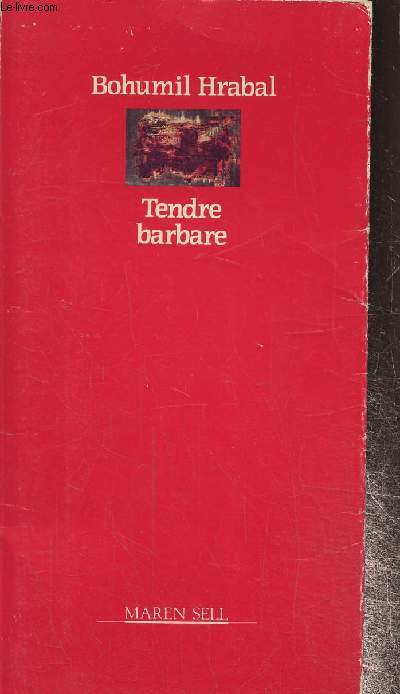 Le-livre.com
Bohumil Hrabal
Tendre
barbare
MAREN SELL